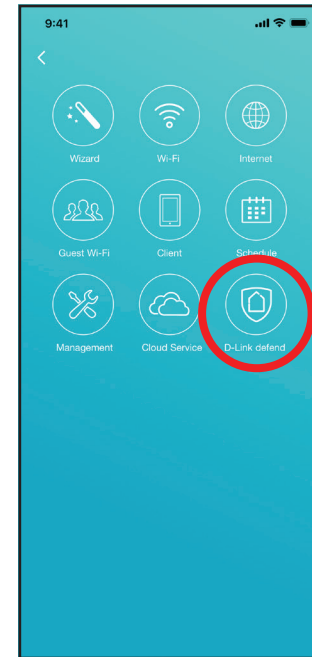 9:41
Wizard
Wi-Fi
Internet
Guest Wi-Fi
Client
Schedule
Management
Cloud Service
D-Link defend